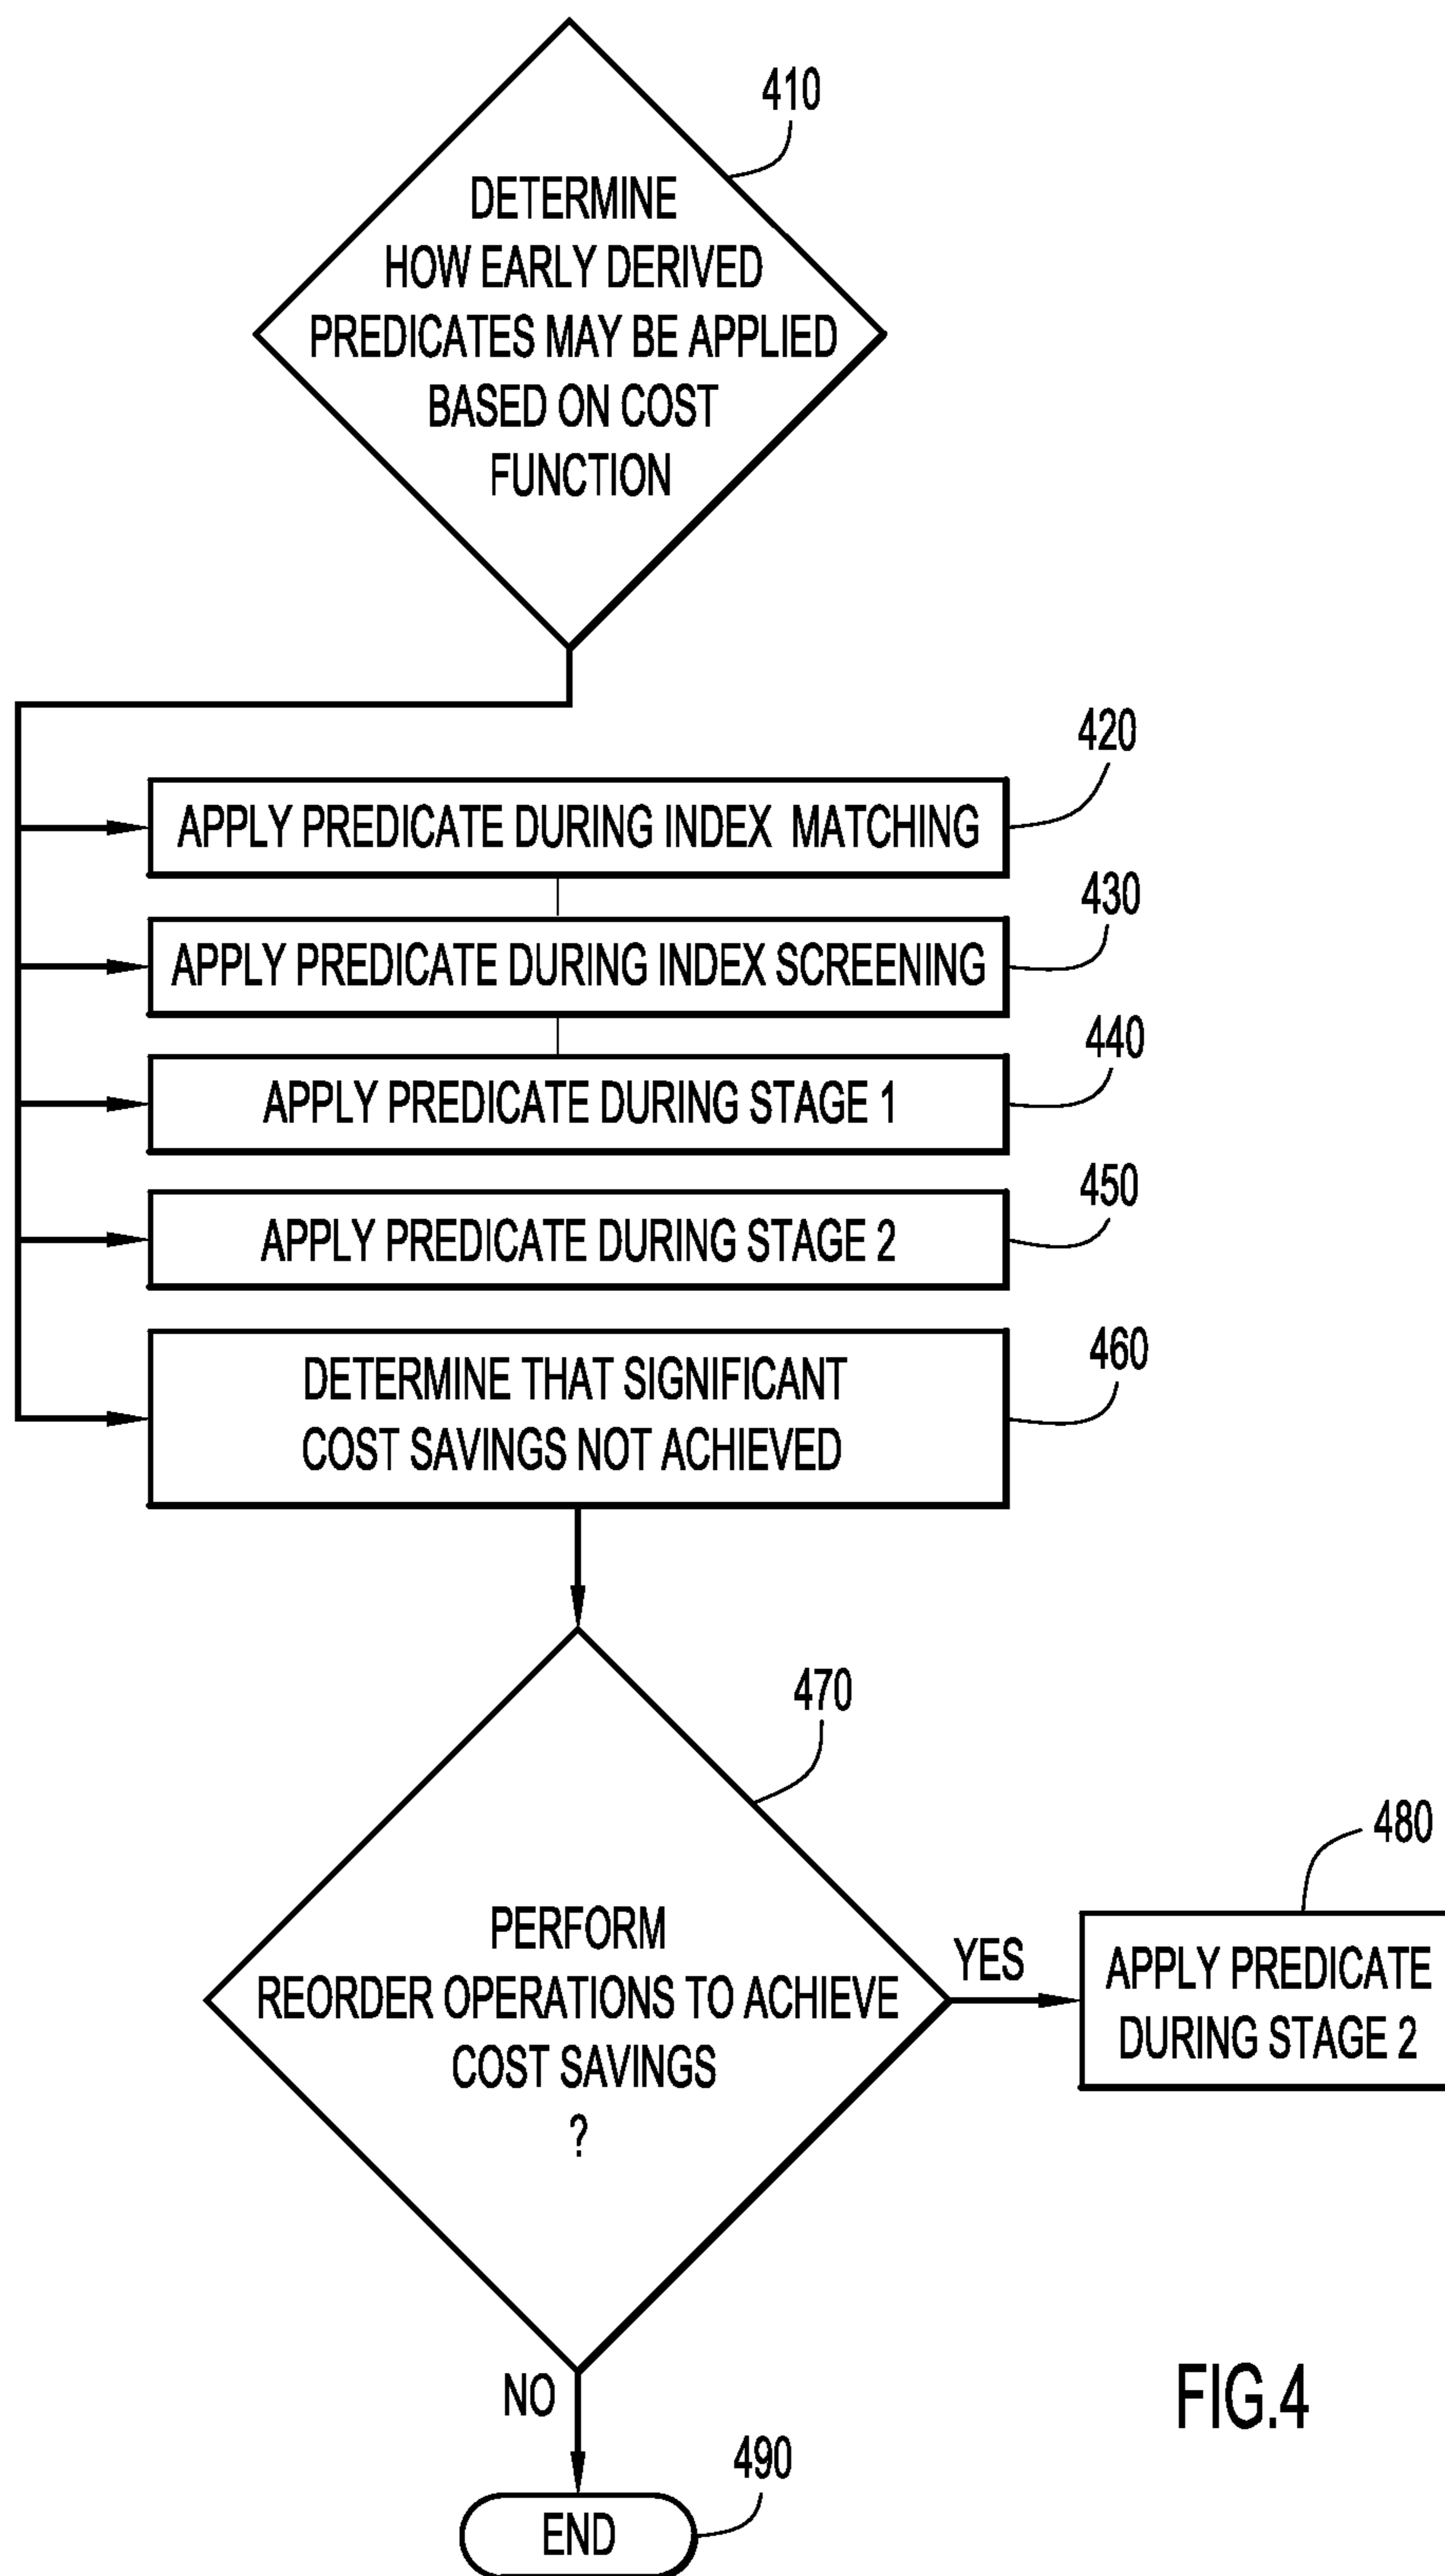 410
DETERMINE
HOW EARLY DERIVED
PREDICATES MAY BE APPLIED
BASED ON COST
FUNCTION
420
APPLY PREDICATE DURING INDEX MATCHING
430
APPLY PREDICATE DURING INDEX SCREENING
440
APPLY PREDICATE DURING STAGE 1
450
APPLY PREDICATE DURING STAGE 2
460
DETERMINE THAT SIGNIFICANT
COST SAVINGS NOT ACHIEVED
470
PERFORM
REORDER OPERATIONS TO ACHIEVE
COST SAVINGS
?
YES
480
APPLY PREDICATE
DURING STAGE 2
NO
490
END
FIG.4